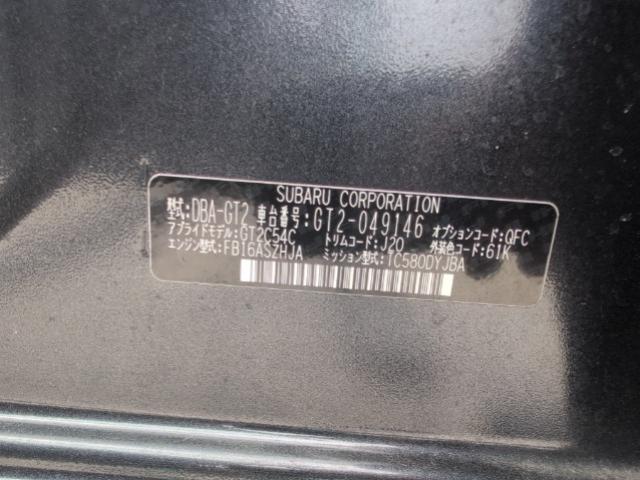 SUBARU CORPORATION
型式:DBA-GT2 車台番号:GT2-049146 オプションコード:QFC
アプライドモデル:GT2C54C トリムコード:J20 外装色コード:61K
エンジン型式:FB16ASZHJA ミッション型式:TC580DYJBA